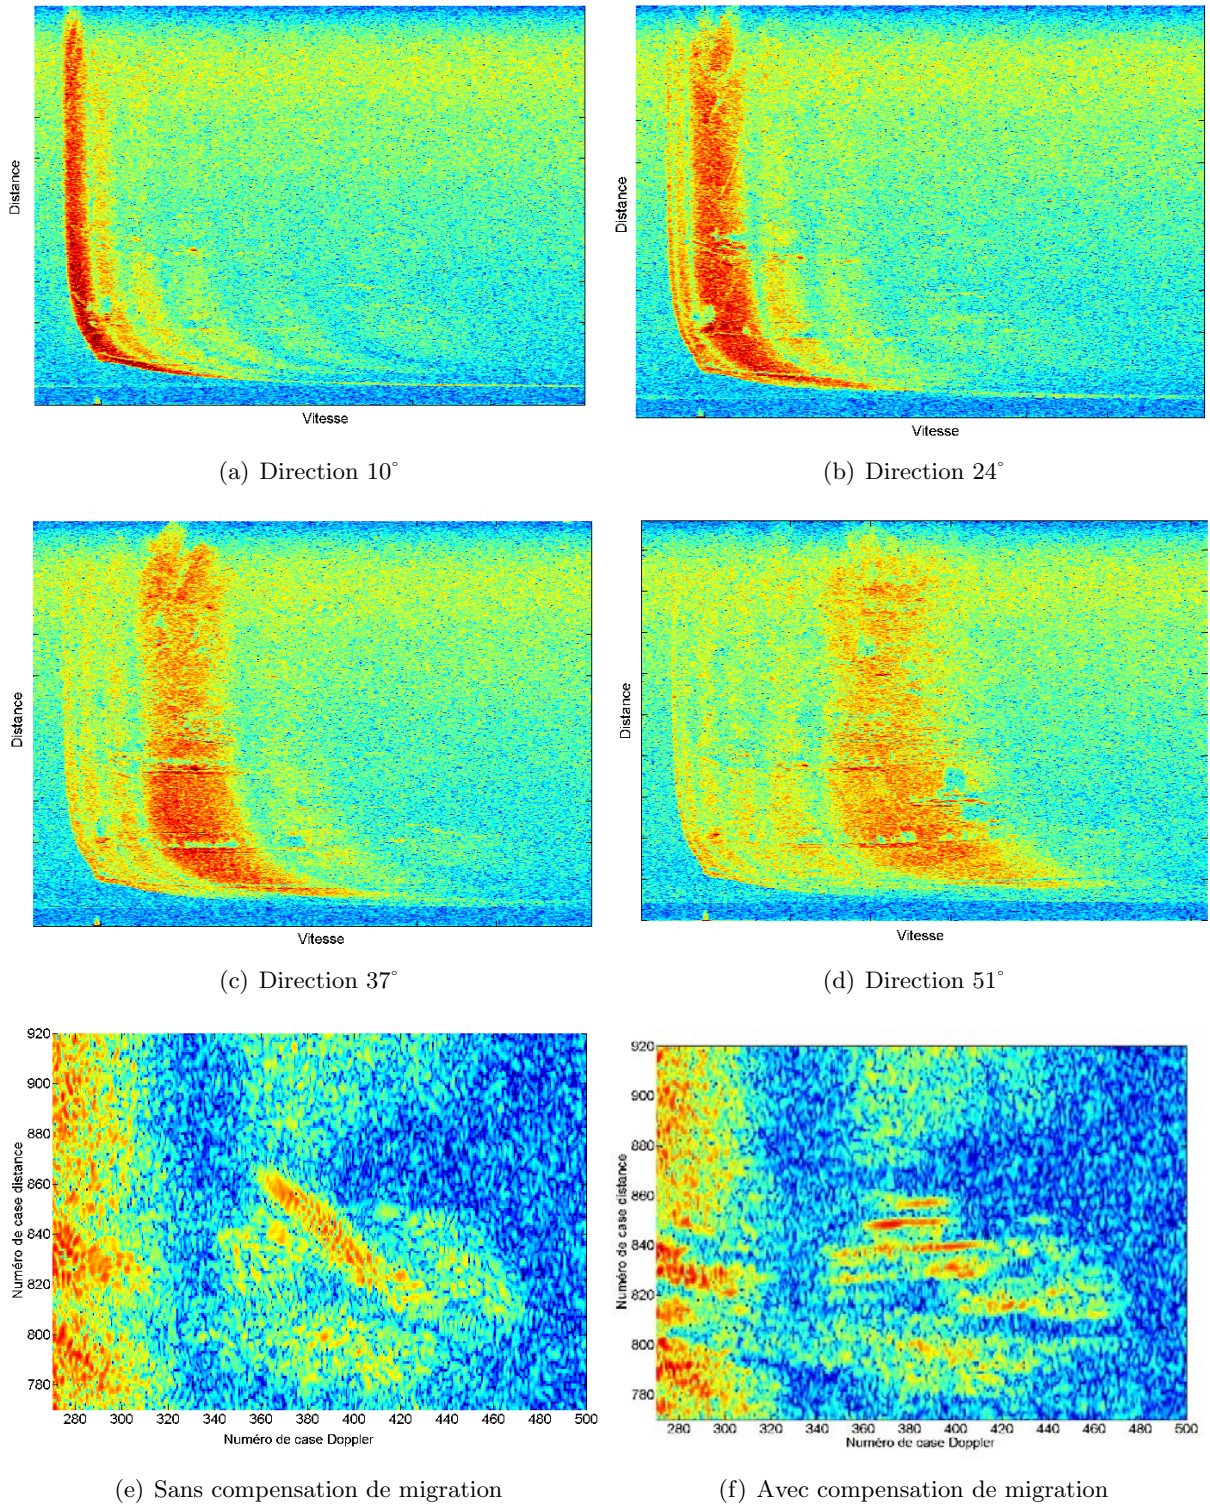 Distance
Vitesse
(a) Direction 10°
Distance
Vitesse
(b) Direction 24°
Distance
Vitesse
(c) Direction 37°
Distance
Vitesse
(d) Direction 51°
920
900
880
860
840
820
800
780
Numéro de case distance
280 300 320 340 360 380 400 420 440 460 480 500
Numéro de case Doppler
(e) Sans compensation de migration
920
900
880
860
840
820
800
780
Numéro de case distance
280 300 320 340 360 380 400 420 440 460 480 500
Numéro de case Doppler
(f) Avec compensation de migration